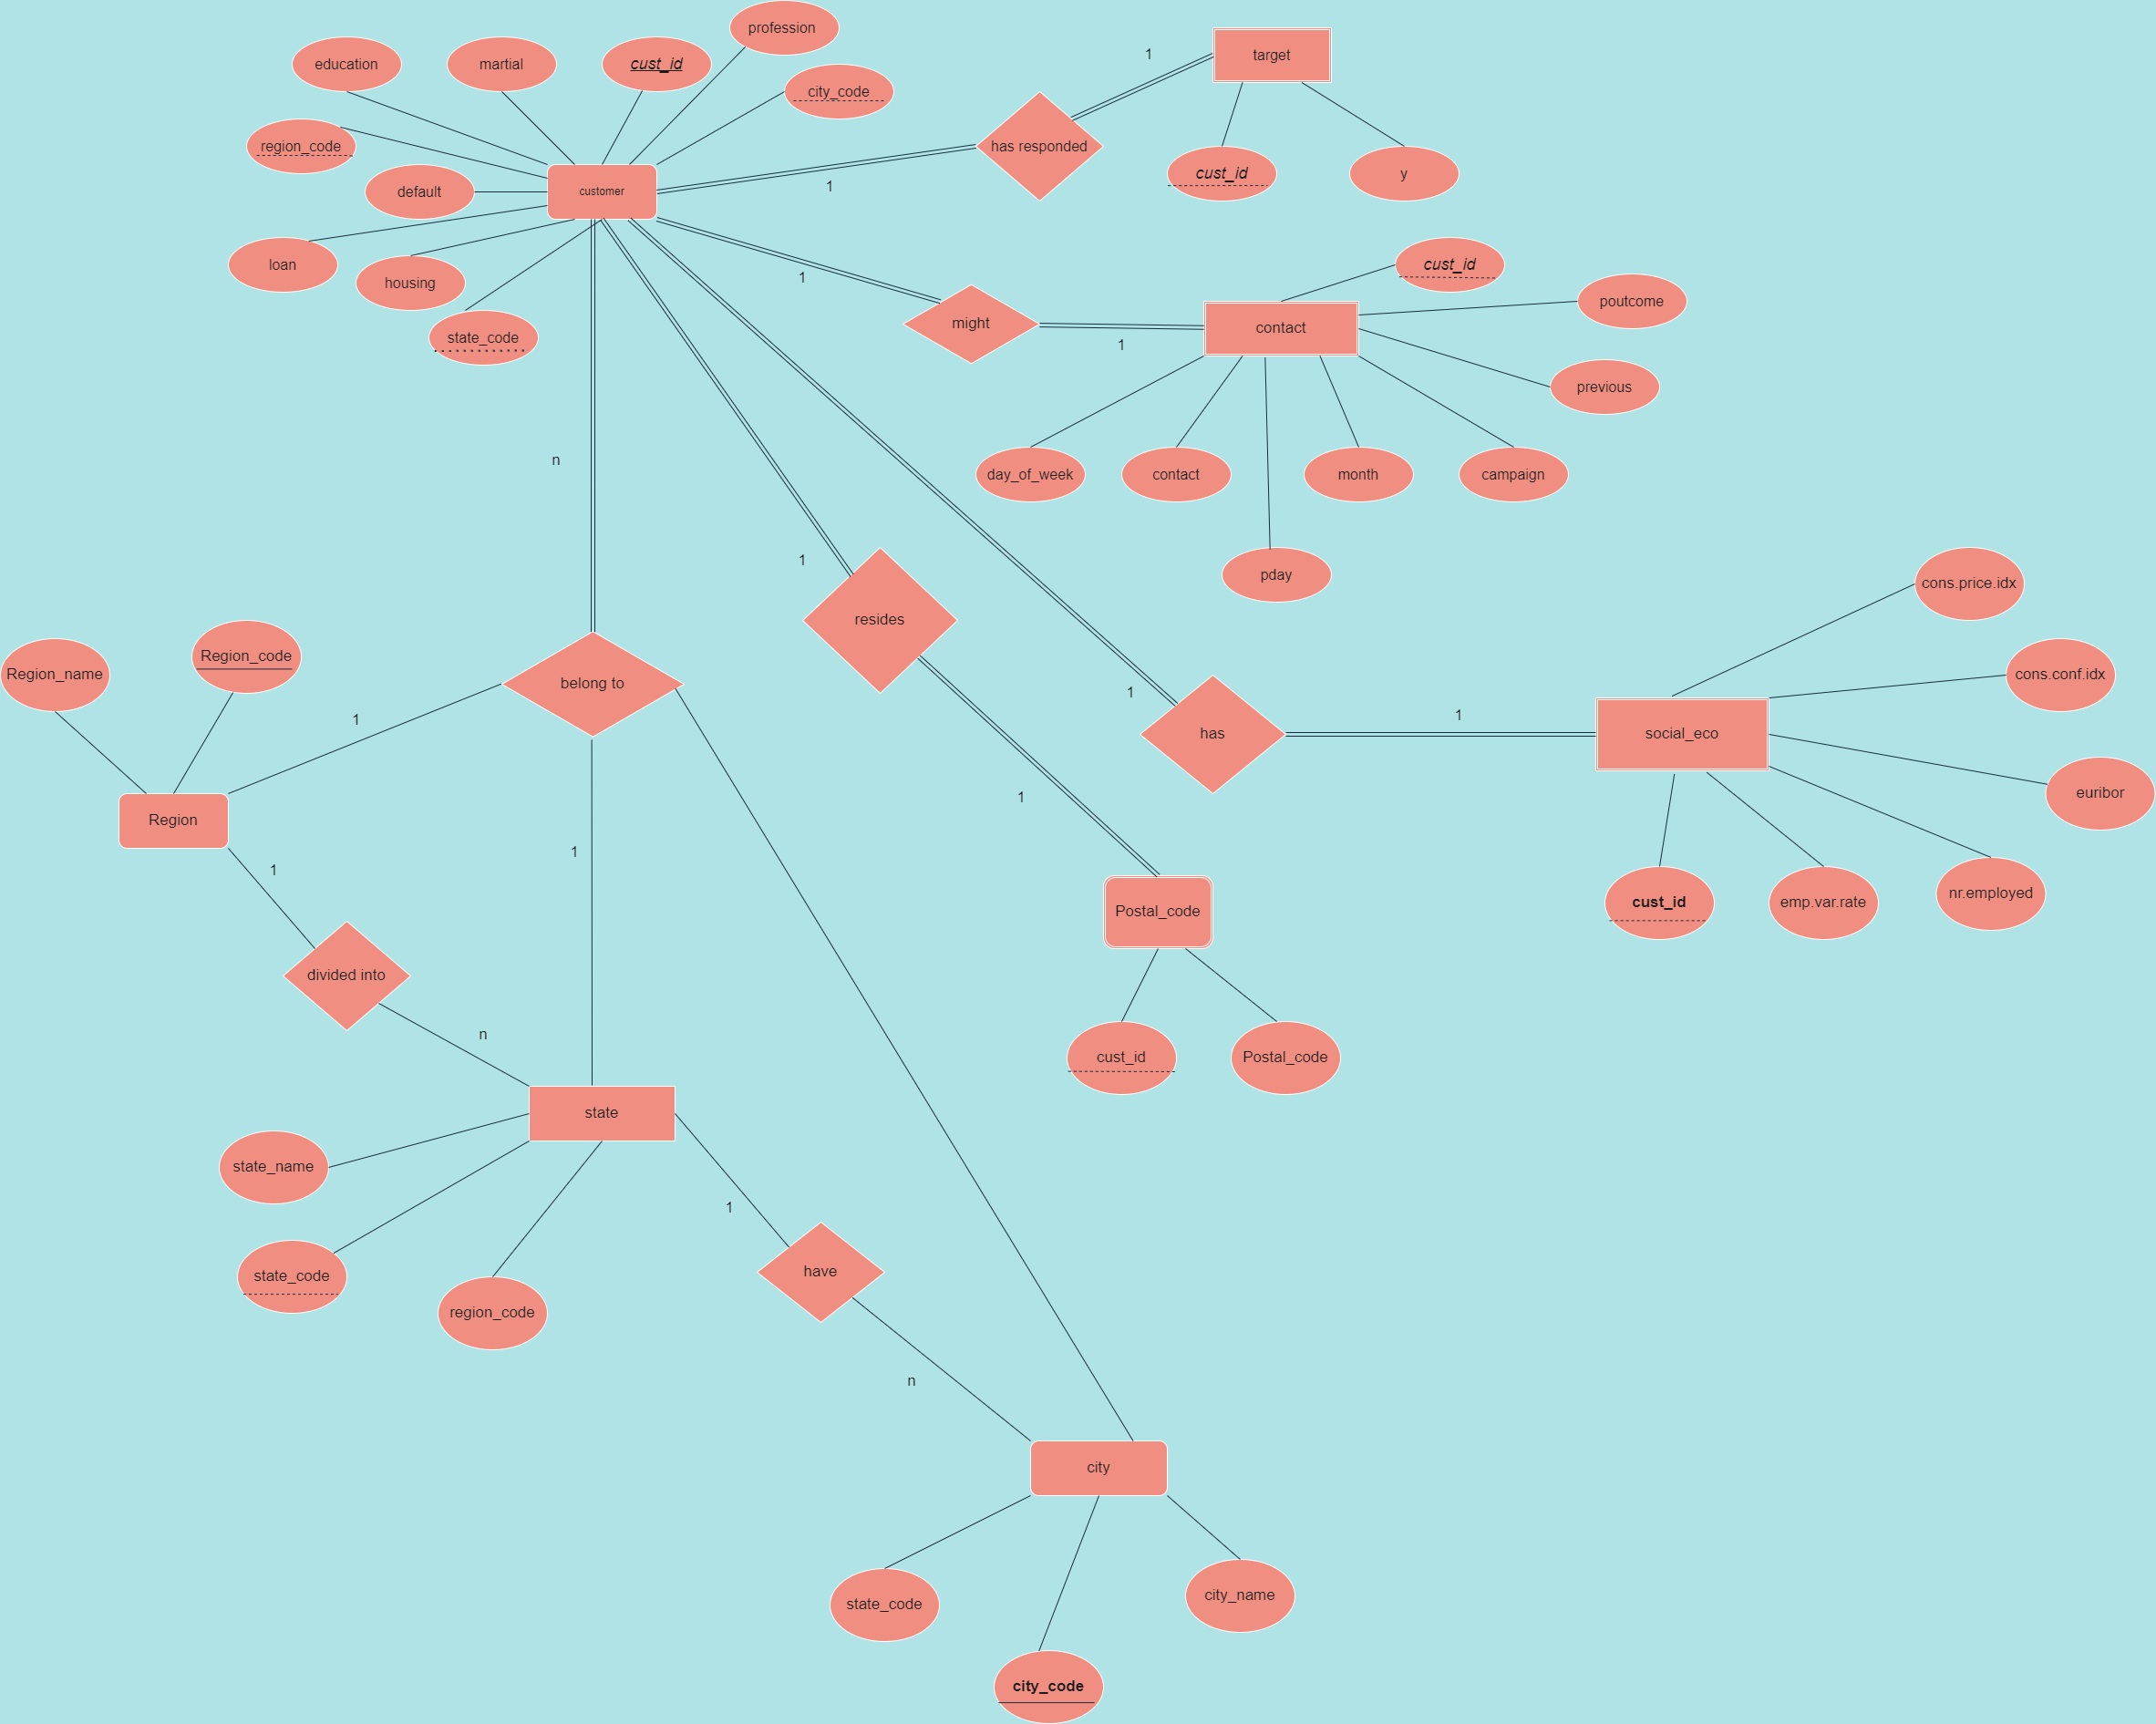 profession
target
1
education
martial
cust_id
city_code
region_code
has responded
cust_id
y
default
customer
1
loan
housing
1
cust_id
poutcome
state_code
might
contact
1
previous
n
day_of_week
contact
month
campaign
1
pday
cons.price.idx
resides
Region_name
Region_code
belong to
cons.conf.idx
1
1
has
1
social_eco
1
euribor
Region
1
1
divided into
cust_id
emp.var.rate
nr.employed
Postal_code
n
cust_id
Postal_code
state
state_name
1
state_code
region_code
have
n
city
state_code
city_name
city_code